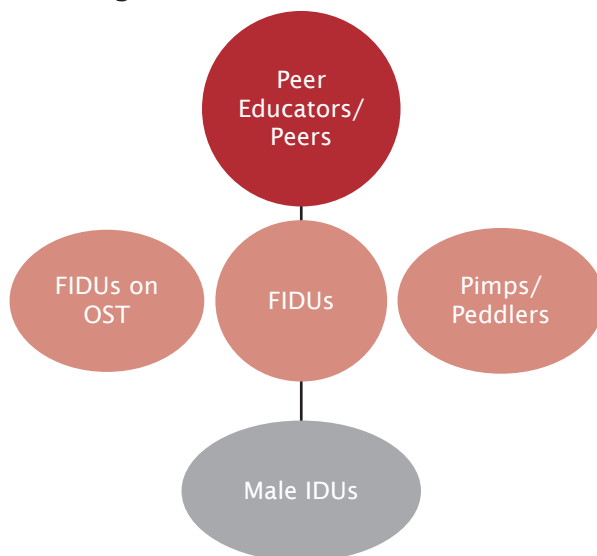 Peer
Educators/
Peers
FIDUs on
OST
FIDUs
Pimps/
Peddlers
Male IDUs